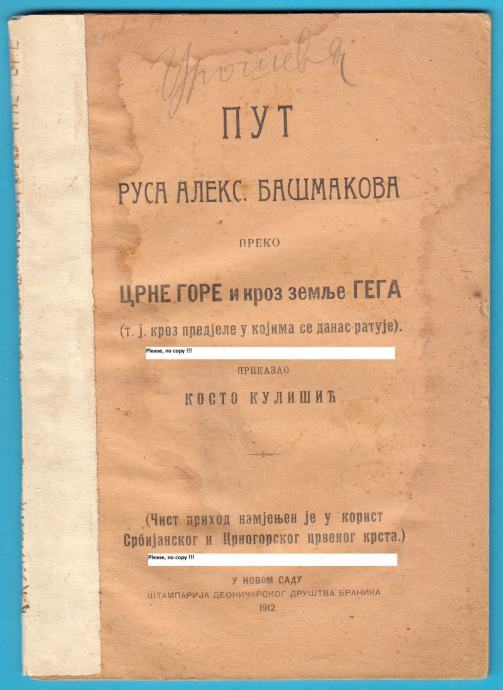 Урошевћ
ПУТ
РУСА АЛЕКС. БАШМАКОВА
ПРЕКО
ЦРНЕ ГОРЕ и кроз земље ГЕГА
(т. ј. кроз предјеле у којима се данас ратује).
Please, no copy !!!
ПРИКАЗАО
КОСТО КУЛИШИЋ
(Чист приход намјењен је у корист
Србијанског и Црногорског црвеног крста.)
Please, no copy !!!
У НОВОМ САДУ
ШТАМПАРИЈА ДЕОНИЧАРСКОГ ДРУШТВА БРАНИКА
1912.